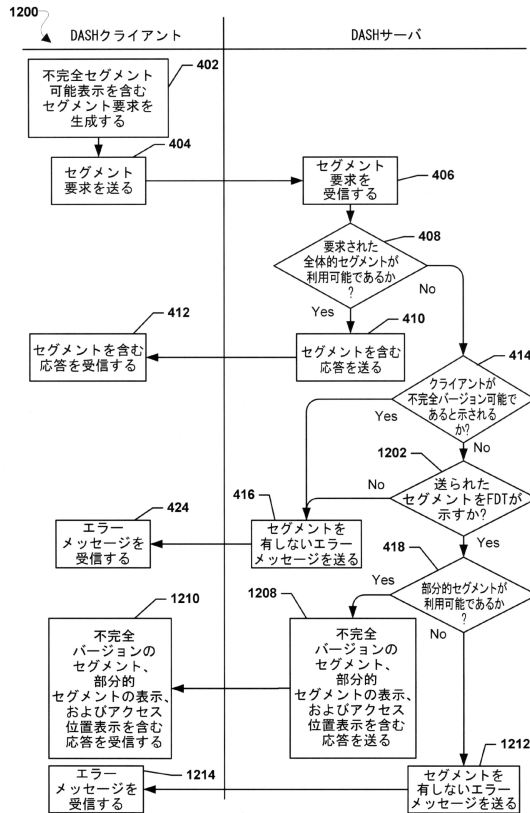 1200
DASHクライアント
DASHサーバ
402
不完全セグメント
可能表示を含む
セグメント要求を
生成する
404
セグメント
要求を送る
セグメント
要求を
受信する
406
408
要求された
全体的セグメントが
利用可能であるか
?
Yes
No
412
セグメントを含む
応答を受信する
410
セグメントを含む
応答を送る
414
クライアントが
不完全バージョン可能で
あると示される
か?
Yes
No
1202
送られた
セグメントをFDTが
示すか?
No
Yes
424
エラー
メッセージを
受信する
416
セグメントを
有しないエラー
メッセージを送る
418
部分的セグメントが
利用可能であるか
?
Yes
No
1210
不完全
バージョンの
セグメント、
部分的
セグメントの表示、
およびアクセス
位置表示を含む
応答を受信する
1208
不完全
バージョンの
セグメント、
部分的
セグメントの表示、
およびアクセス
位置表示を含む
応答を送る
1212
セグメントを
有しないエラー
メッセージを送る
1214
エラー
メッセージを
受信する